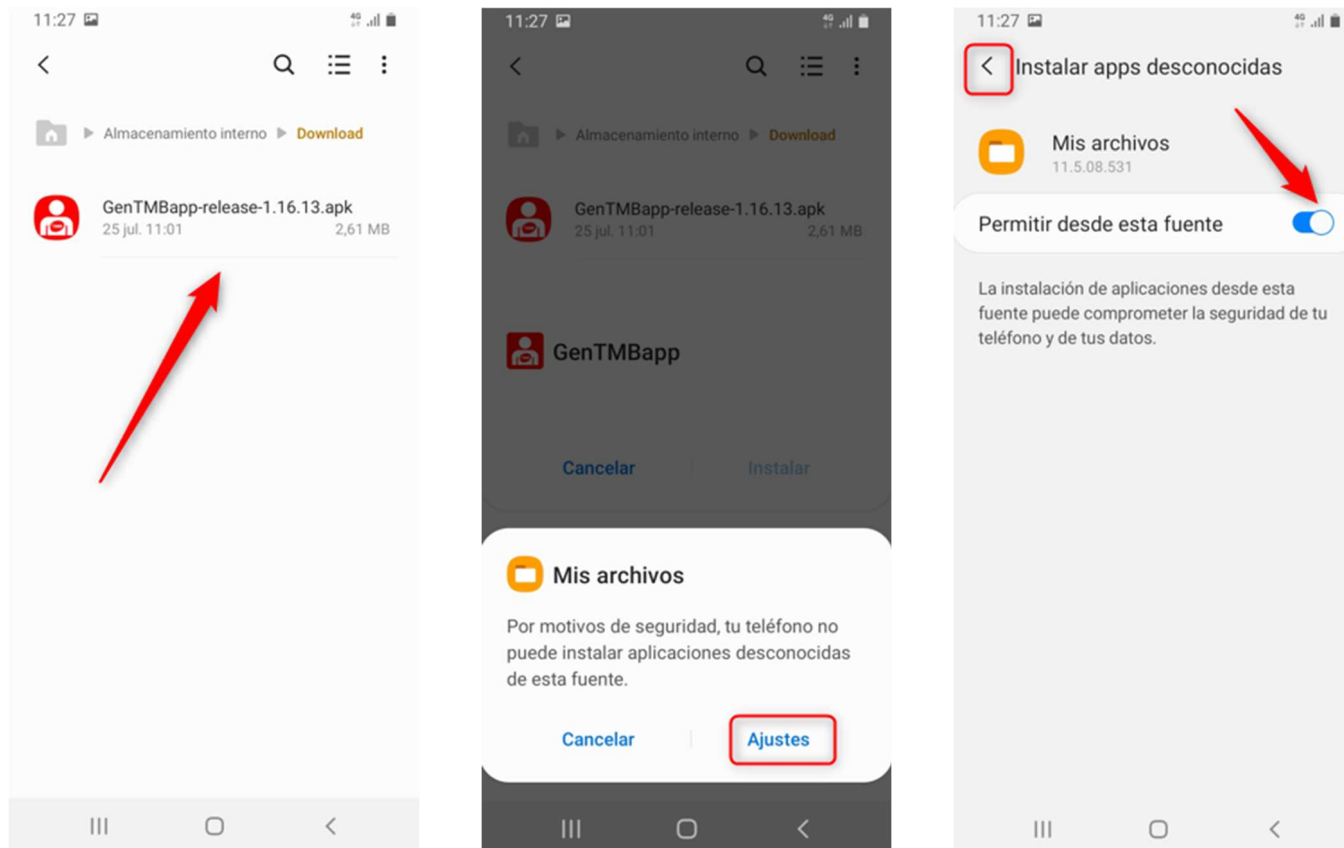 11:27
4G
Almacenamiento interno Download
GenTMBapp-release-1.16.13.apk
25 jul. 11:01 2,61 MB
11:27
4G
Almacenamiento interno Download
GenTMBapp-release-1.16.13.apk
25 jul. 11:01 2,61 MB
GenTMBapp
Cancelar Instalar
Mis archivos
Por motivos de seguridad, tu teléfono no
puede instalar aplicaciones desconocidas
de esta fuente.
Cancelar Ajustes
11:27
4G
Instalar apps desconocidas
Mis archivos
11.5.08.531
Permitir desde esta fuente
La instalación de aplicaciones desde esta
fuente puede comprometer la seguridad de tu
teléfono y de tus datos.